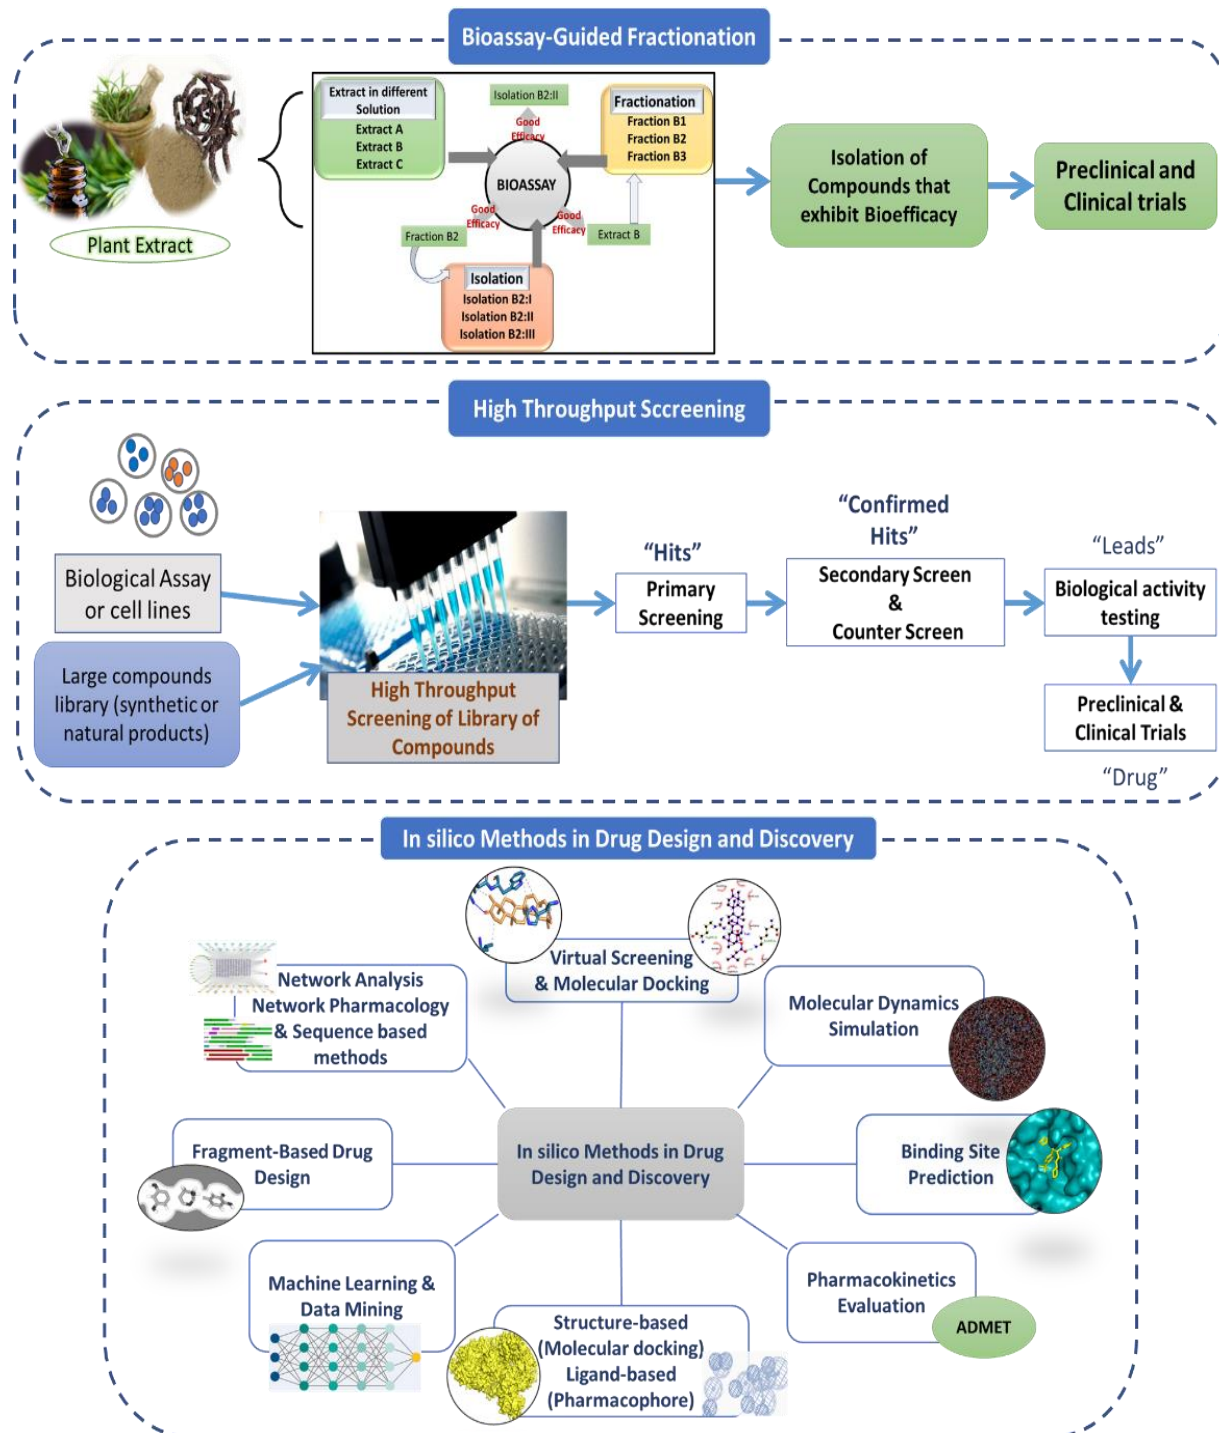 Bioassay-Guided Fractionation
Plant Extract
Extract in different
Solution
Extract A
Extract B
Extract C
Isolation B2:II
Good
Efficacy
Fractionation
Fraction B1
Fraction B2
Fraction B3
BIOASSAY
Good
Efficacy
Good
Efficacy
Fraction B2
Extract B
Isolation
Isolation B2:I
Isolation B2:II
Isolation B2:III
Isolation of
Compounds that
exhibit Bioefficacy
Preclinical and
Clinical trials
High Throughput Sccreening
Biological Assay
or cell lines
Large compounds
library (synthetic or
natural products)
High Throughput
Screening of Library of
Compounds
“Hits”
Primary
Screening
“Confirmed
Hits”
Secondary Screen
&
Counter Screen
“Leads”
Biological activity
testing
Preclinical &
Clinical Trials
“Drug”
In silico Methods in Drug Design and Discovery
Virtual Screening
& Molecular Docking
Network Analysis
Network Pharmacology
& Sequence based
methods
Molecular Dynamics
Simulation
Fragment-Based Drug
Design
In silico Methods in Drug
Design and Discovery
Binding Site
Prediction
Machine Learning &
Data Mining
Structure-based
(Molecular docking)
Ligand-based
(Pharmacophore)
Pharmacokinetics
Evaluation
ADMET